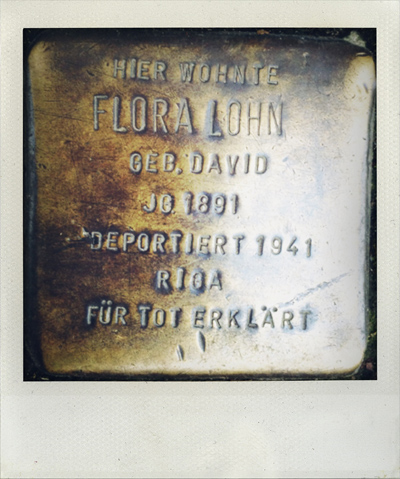 HIER WOHNTE
FLORA LOHN
GEB. DAVID
JG 1891
DEPORTIERT 1941
RIGA
FÜR TOT ERKLÄRT